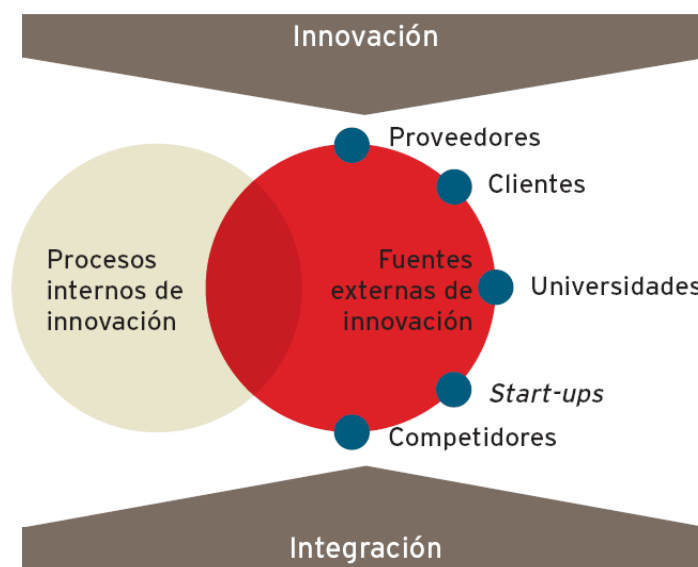 Innovación
Proveedores
Clientes
Procesos
internos de
innovación
Fuentes
externas de
innovación
Universidades
Start-ups
Competidores
Integración